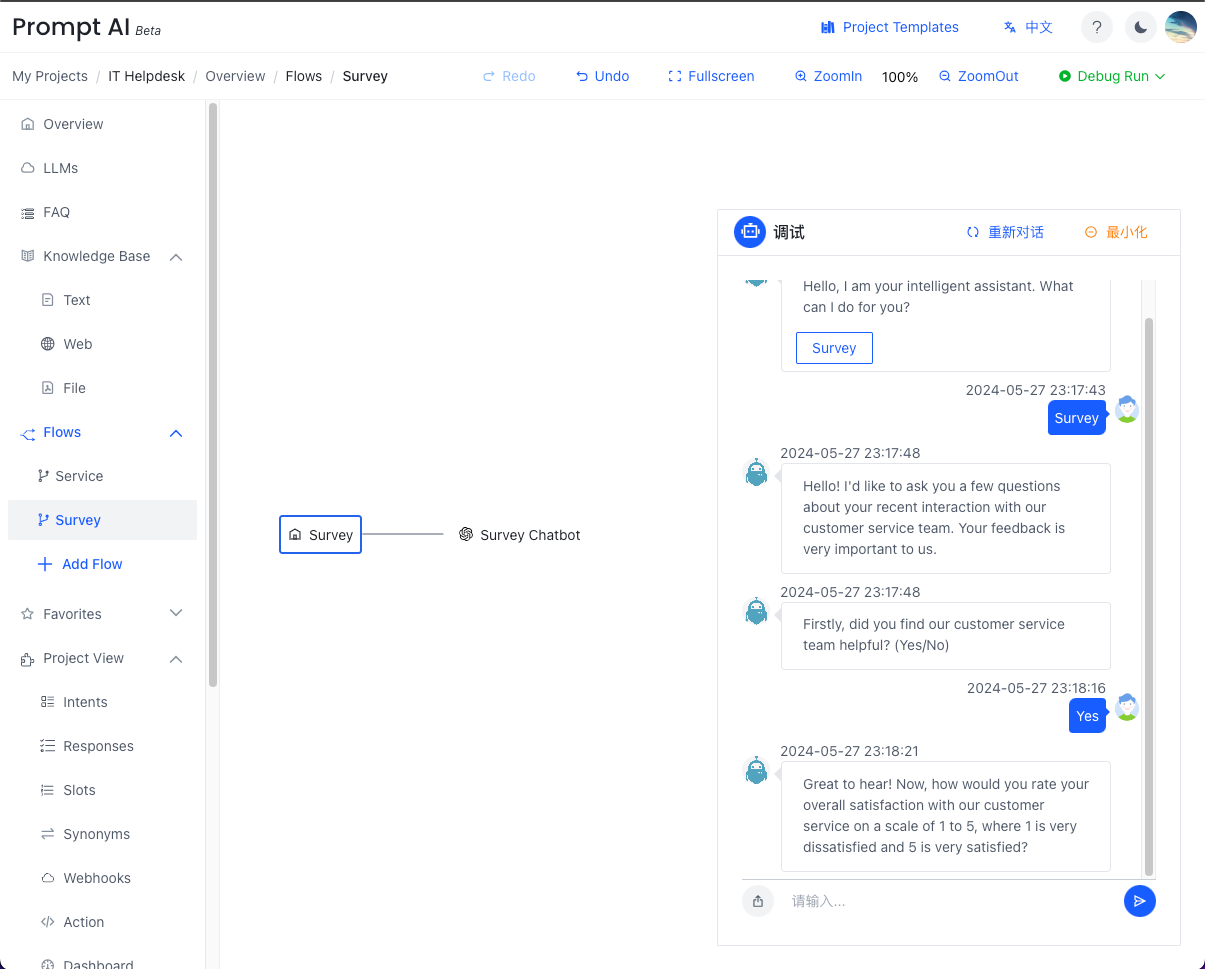 Prompt AI Beta
Project Templates
中文
?
My Projects / IT Helpdesk / Overview / Flows / Survey
Redo
Undo
Fullscreen
ZoomIn
100%
ZoomOut
Debug Run
Overview
LLMs
FAQ
Knowledge Base
Text
Web
File
Flows
Service
Survey
Add Flow
Favorites
Project View
Intents
Responses
Slots
Synonyms
Webhooks
Action
Dashboard
Survey
Survey Chatbot
调试
重新对话
最小化
Hello, I am your intelligent assistant. What
can I do for you?
Survey
2024-05-27 23:17:43
Survey
2024-05-27 23:17:48
Hello! I'd like to ask you a few questions
about your recent interaction with our
customer service team. Your feedback is
very important to us.
2024-05-27 23:17:48
Firstly, did you find our customer service
team helpful? (Yes/No)
2024-05-27 23:18:16
Yes
2024-05-27 23:18:21
Great to hear! Now, how would you rate your
overall satisfaction with our customer
service on a scale of 1 to 5, where 1 is very
dissatisfied and 5 is very satisfied?
请输入...